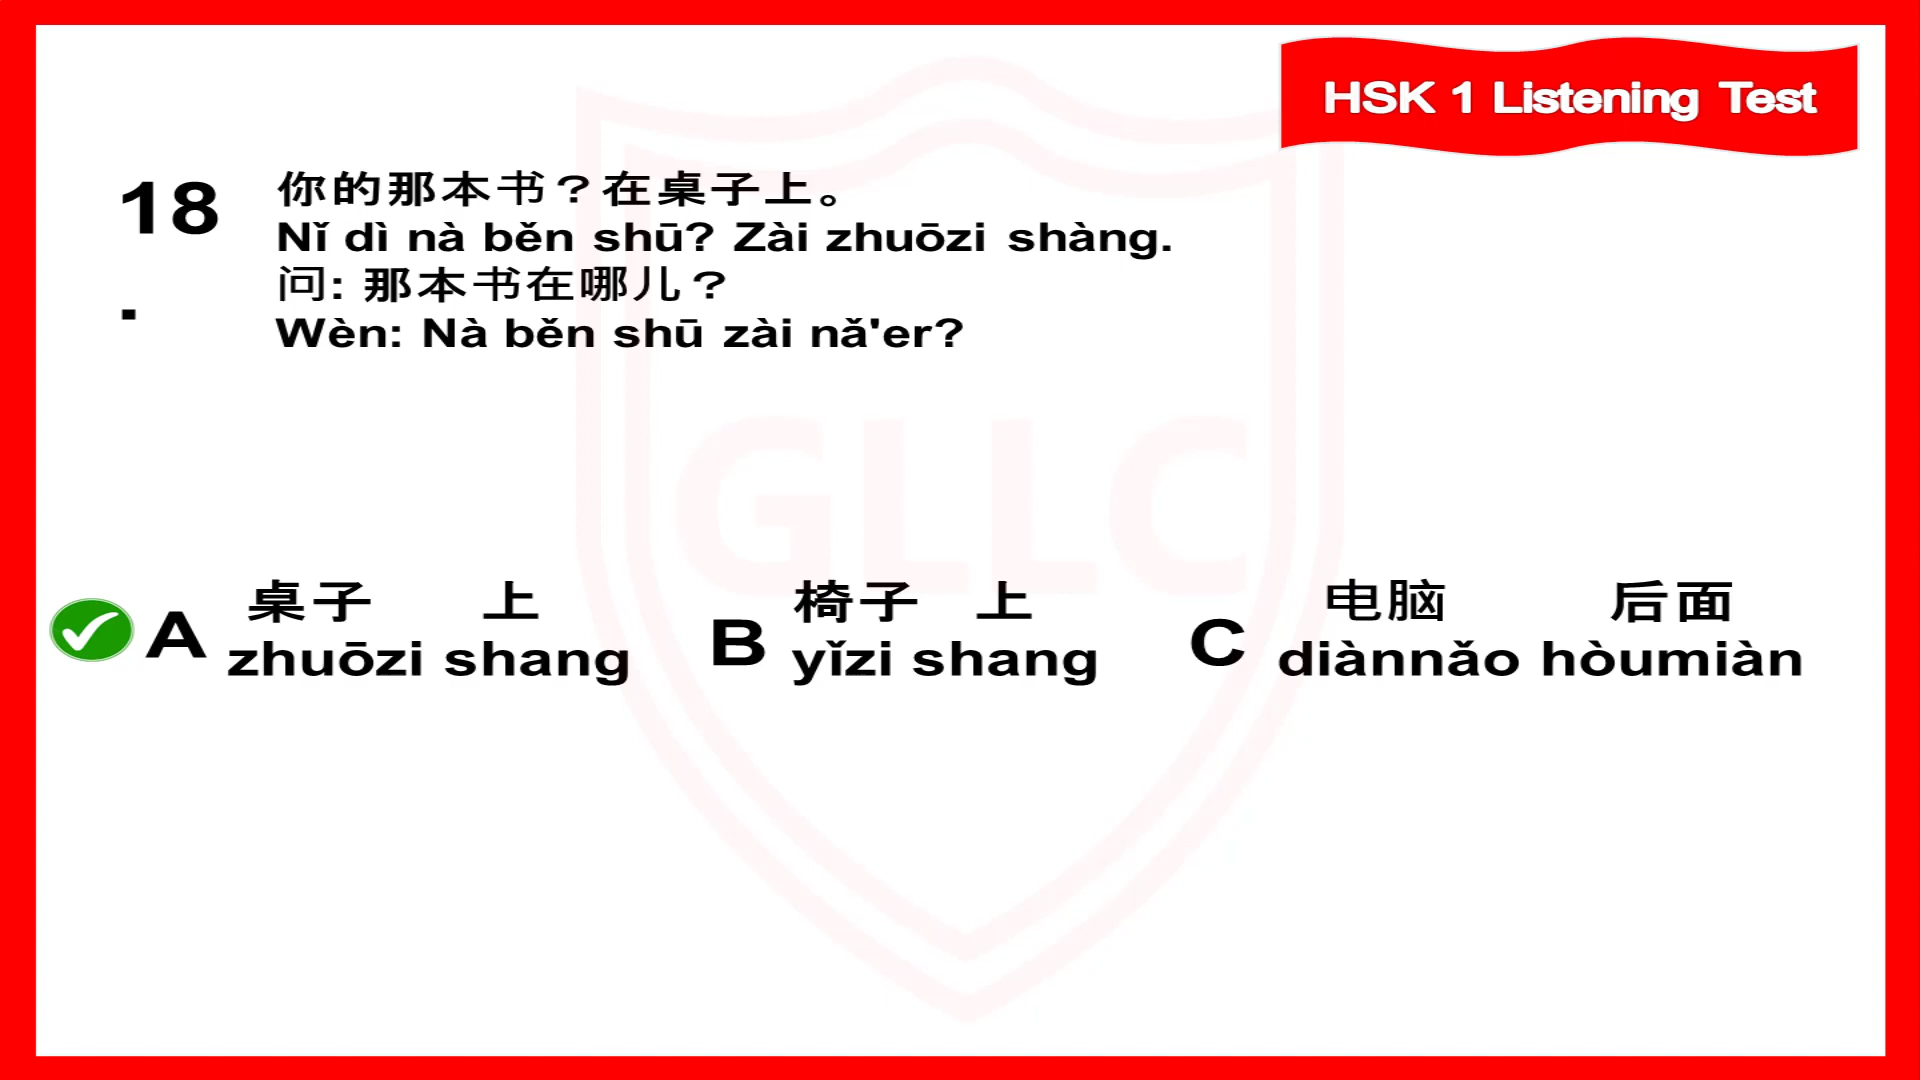 HSK 1 Listening Test
18
.
你的那本书？在桌子上。
Nǐ dì nà běn shū? Zài zhuōzi shàng.
问: 那本书在哪儿？
Wèn: Nà běn shū zài nǎ'er?
A 桌子 上
zhuōzi shang
B 椅子 上
yǐzi shang
C 电脑 后面
diànnǎo hòumiàn
GLLC